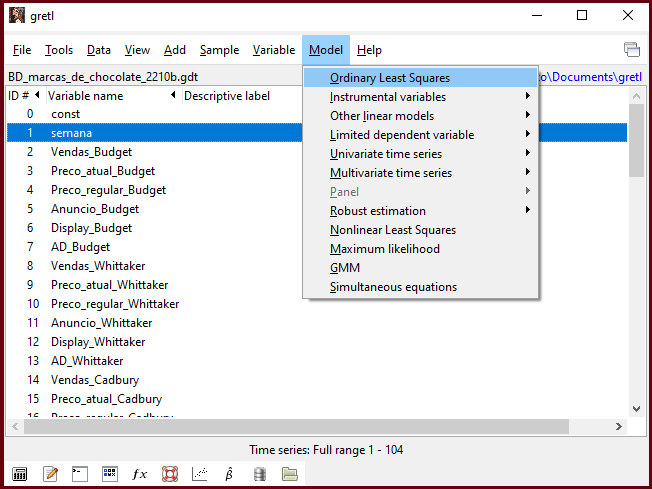 gretl
File Tools Data View Add Sample Variable Model Help
BD_marcas_de_chocolate_2210b.gdt o\Documents\gretl
ID # Variable name Descriptive label
0 const
1 semana
2 Vendas_Budget
3 Preco_atual_Budget
4 Preco_regular_Budget
5 Anuncio_Budget
6 Display_Budget
7 AD_Budget
8 Vendas_Whittaker
9 Preco_atual_Whittaker
10 Preco_regular_Whittaker
11 Anuncio_Whittaker
12 Display_Whittaker
13 AD_Whittaker
14 Vendas_Cadbury
15 Preco_atual_Cadbury
16 Preco_regular_Cadbury
Ordinary Least Squares
Instrumental variables
Other linear models
Limited dependent variable
Univariate time series
Multivariate time series
Panel
Robust estimation
Nonlinear Least Squares
Maximum likelihood
GMM
Simultaneous equations
Time series: Full range 1 - 104
fx β̂